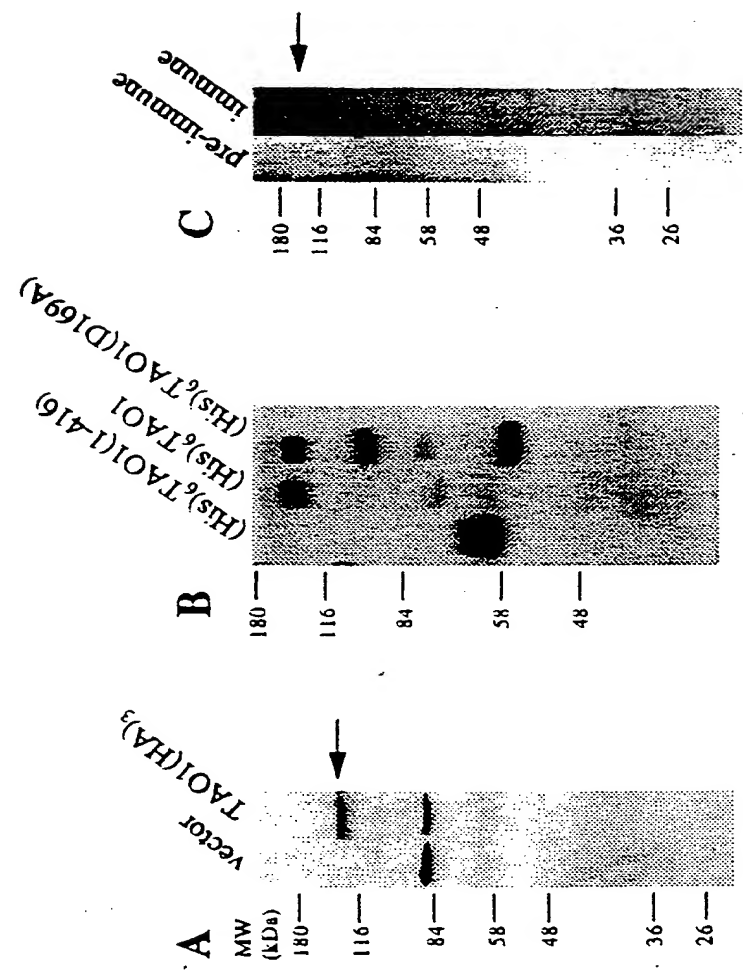 A
MW
(kDa)
180
116
84
58
48
36
26
vector
TAO1(HA)₃
B
180
116
84
58
48
(His)₆TAO1(1-416)
(His)₆TAO1
(His)₆TAO1(D169A)
C
180
116
84
58
48
36
26
pre-immune
immune